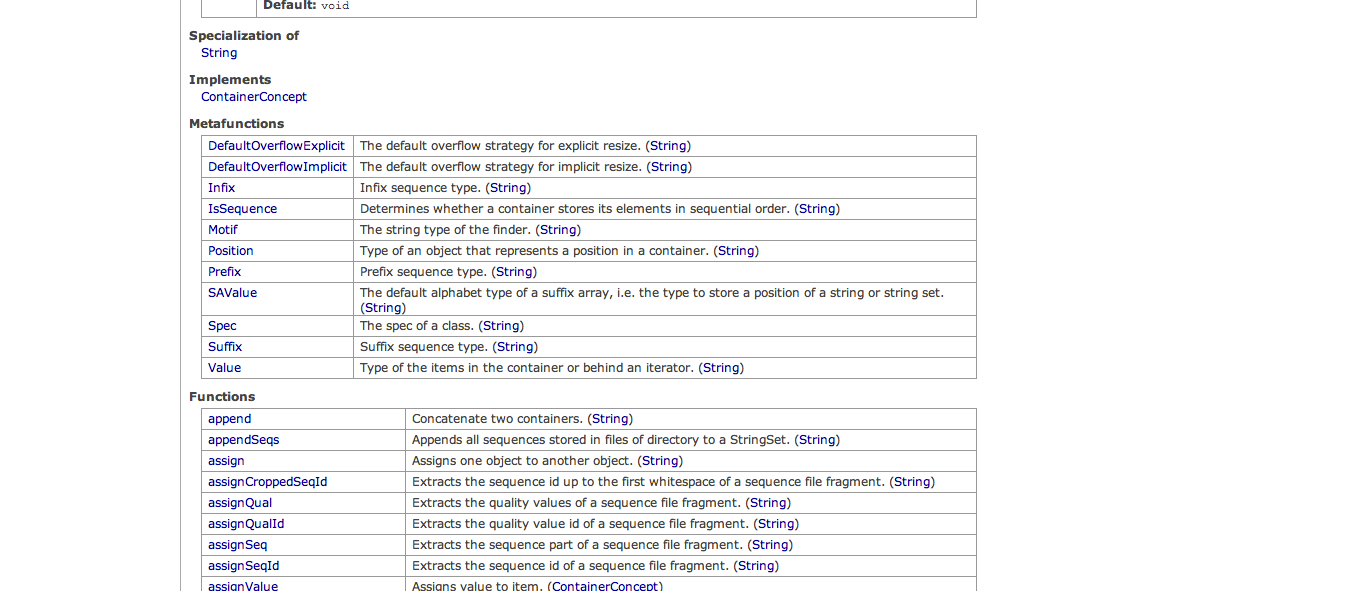 Default: void
Specialization of
String
Implements
ContainerConcept
Metafunctions
DefaultOverflowExplicit The default overflow strategy for explicit resize. (String)
DefaultOverflowImplicit The default overflow strategy for implicit resize. (String)
Infix Infix sequence type. (String)
IsSequence Determines whether a container stores its elements in sequential order. (String)
Motif The string type of the finder. (String)
Position Type of an object that represents a position in a container. (String)
Prefix Prefix sequence type. (String)
SAValue The default alphabet type of a suffix array, i.e. the type to store a position of a string or string set.
(String)
Spec The spec of a class. (String)
Suffix Suffix sequence type. (String)
Value Type of the items in the container or behind an iterator. (String)
Functions
append Concatenate two containers. (String)
appendSeqs Appends all sequences stored in files of directory to a StringSet. (String)
assign Assigns one object to another object. (String)
assignCroppedSeqId Extracts the sequence id up to the first whitespace of a sequence file fragment. (String)
assignQual Extracts the quality values of a sequence file fragment. (String)
assignQualId Extracts the quality value id of a sequence file fragment. (String)
assignSeq Extracts the sequence part of a sequence file fragment. (String)
assignSeqId Extracts the sequence id of a sequence file fragment. (String)
assignValue Assigns value to item. (ContainerConcept)